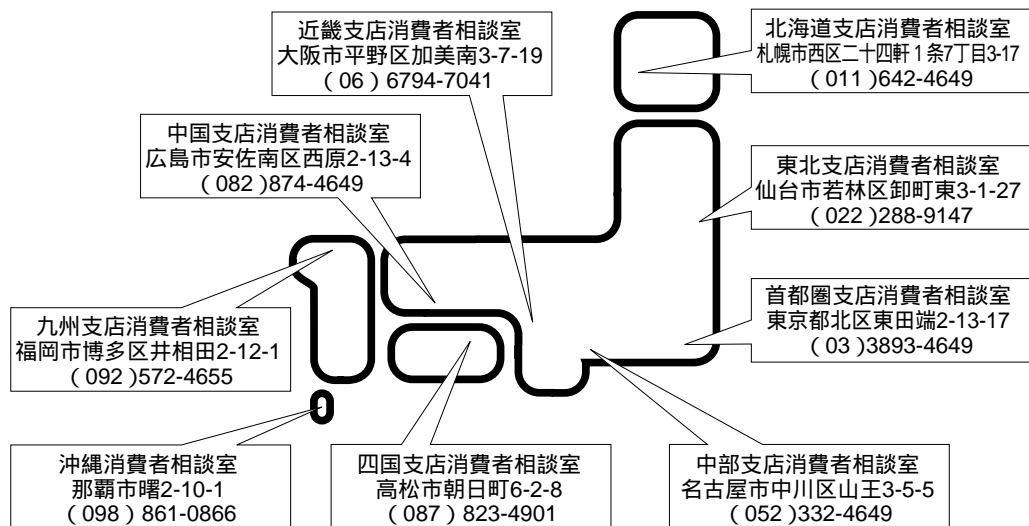 近畿支店消費者相談室
大阪市平野区加美南3-7-19
(06) 6794-7041
北海道支店消費者相談室
札幌市西区二十四軒1条7丁目3-17
(011)642-4649
中国支店消費者相談室
広島市安佐南区西原2-13-4
(082)874-4649
東北支店消費者相談室
仙台市若林区卸町東3-1-27
(022)288-9147
九州支店消費者相談室
福岡市博多区井相田2-12-1
(092)572-4655
首都圏支店消費者相談室
東京都北区東田端2-13-17
(03)3893-4649
沖縄消費者相談室
那覇市曙2-10-1
(098) 861-0866
四国支店消費者相談室
高松市朝日町6-2-8
(087) 823-4901
中部支店消費者相談室
名古屋市中川区山王3-5-5
(052)332-4649